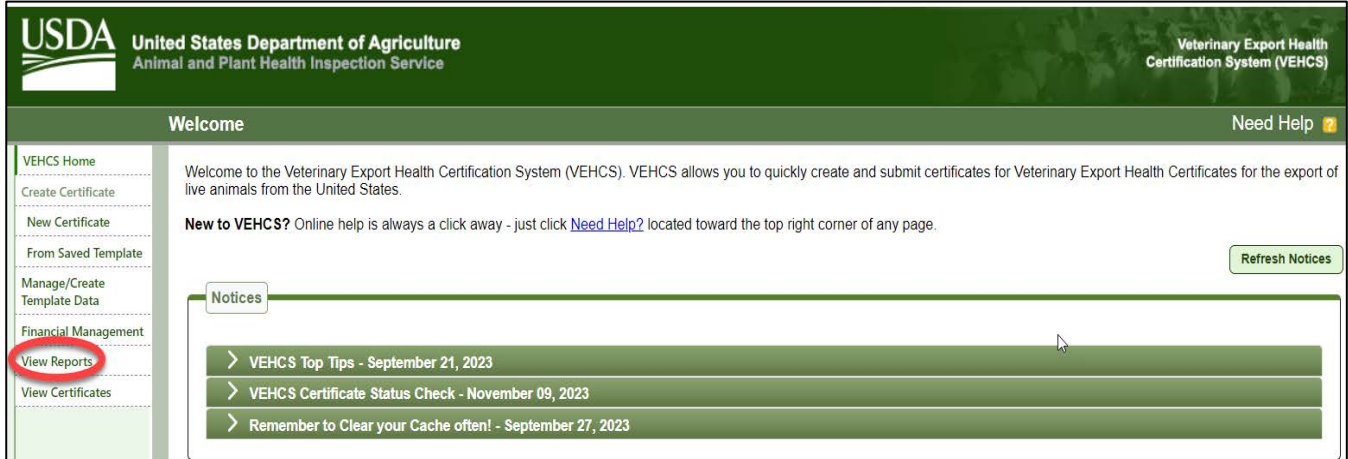 USDA
United States Department of Agriculture
Animal and Plant Health Inspection Service
Veterinary Export Health
Certification System (VEHCS)
Welcome
Need Help ?
VEHCS Home
Create Certificate
New Certificate
From Saved Template
Manage/Create
Template Data
Financial Management
View Reports
View Certificates
Welcome to the Veterinary Export Health Certification System (VEHCS). VEHCS allows you to quickly create and submit certificates for Veterinary Export Health Certificates for the export of
live animals from the United States.
New to VEHCS? Online help is always a click away - just click Need Help? located toward the top right corner of any page.
Refresh Notices
Notices
VEHCS Top Tips - September 21, 2023
VEHCS Certificate Status Check - November 09, 2023
Remember to Clear your Cache often! - September 27, 2023